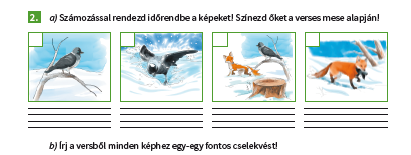 2. a) Számozással rendezd időrendbe a képeket! Színezd őket a verses mese alapján!
b) Írj a versből minden képhez egy-egy fontos cselekvést!